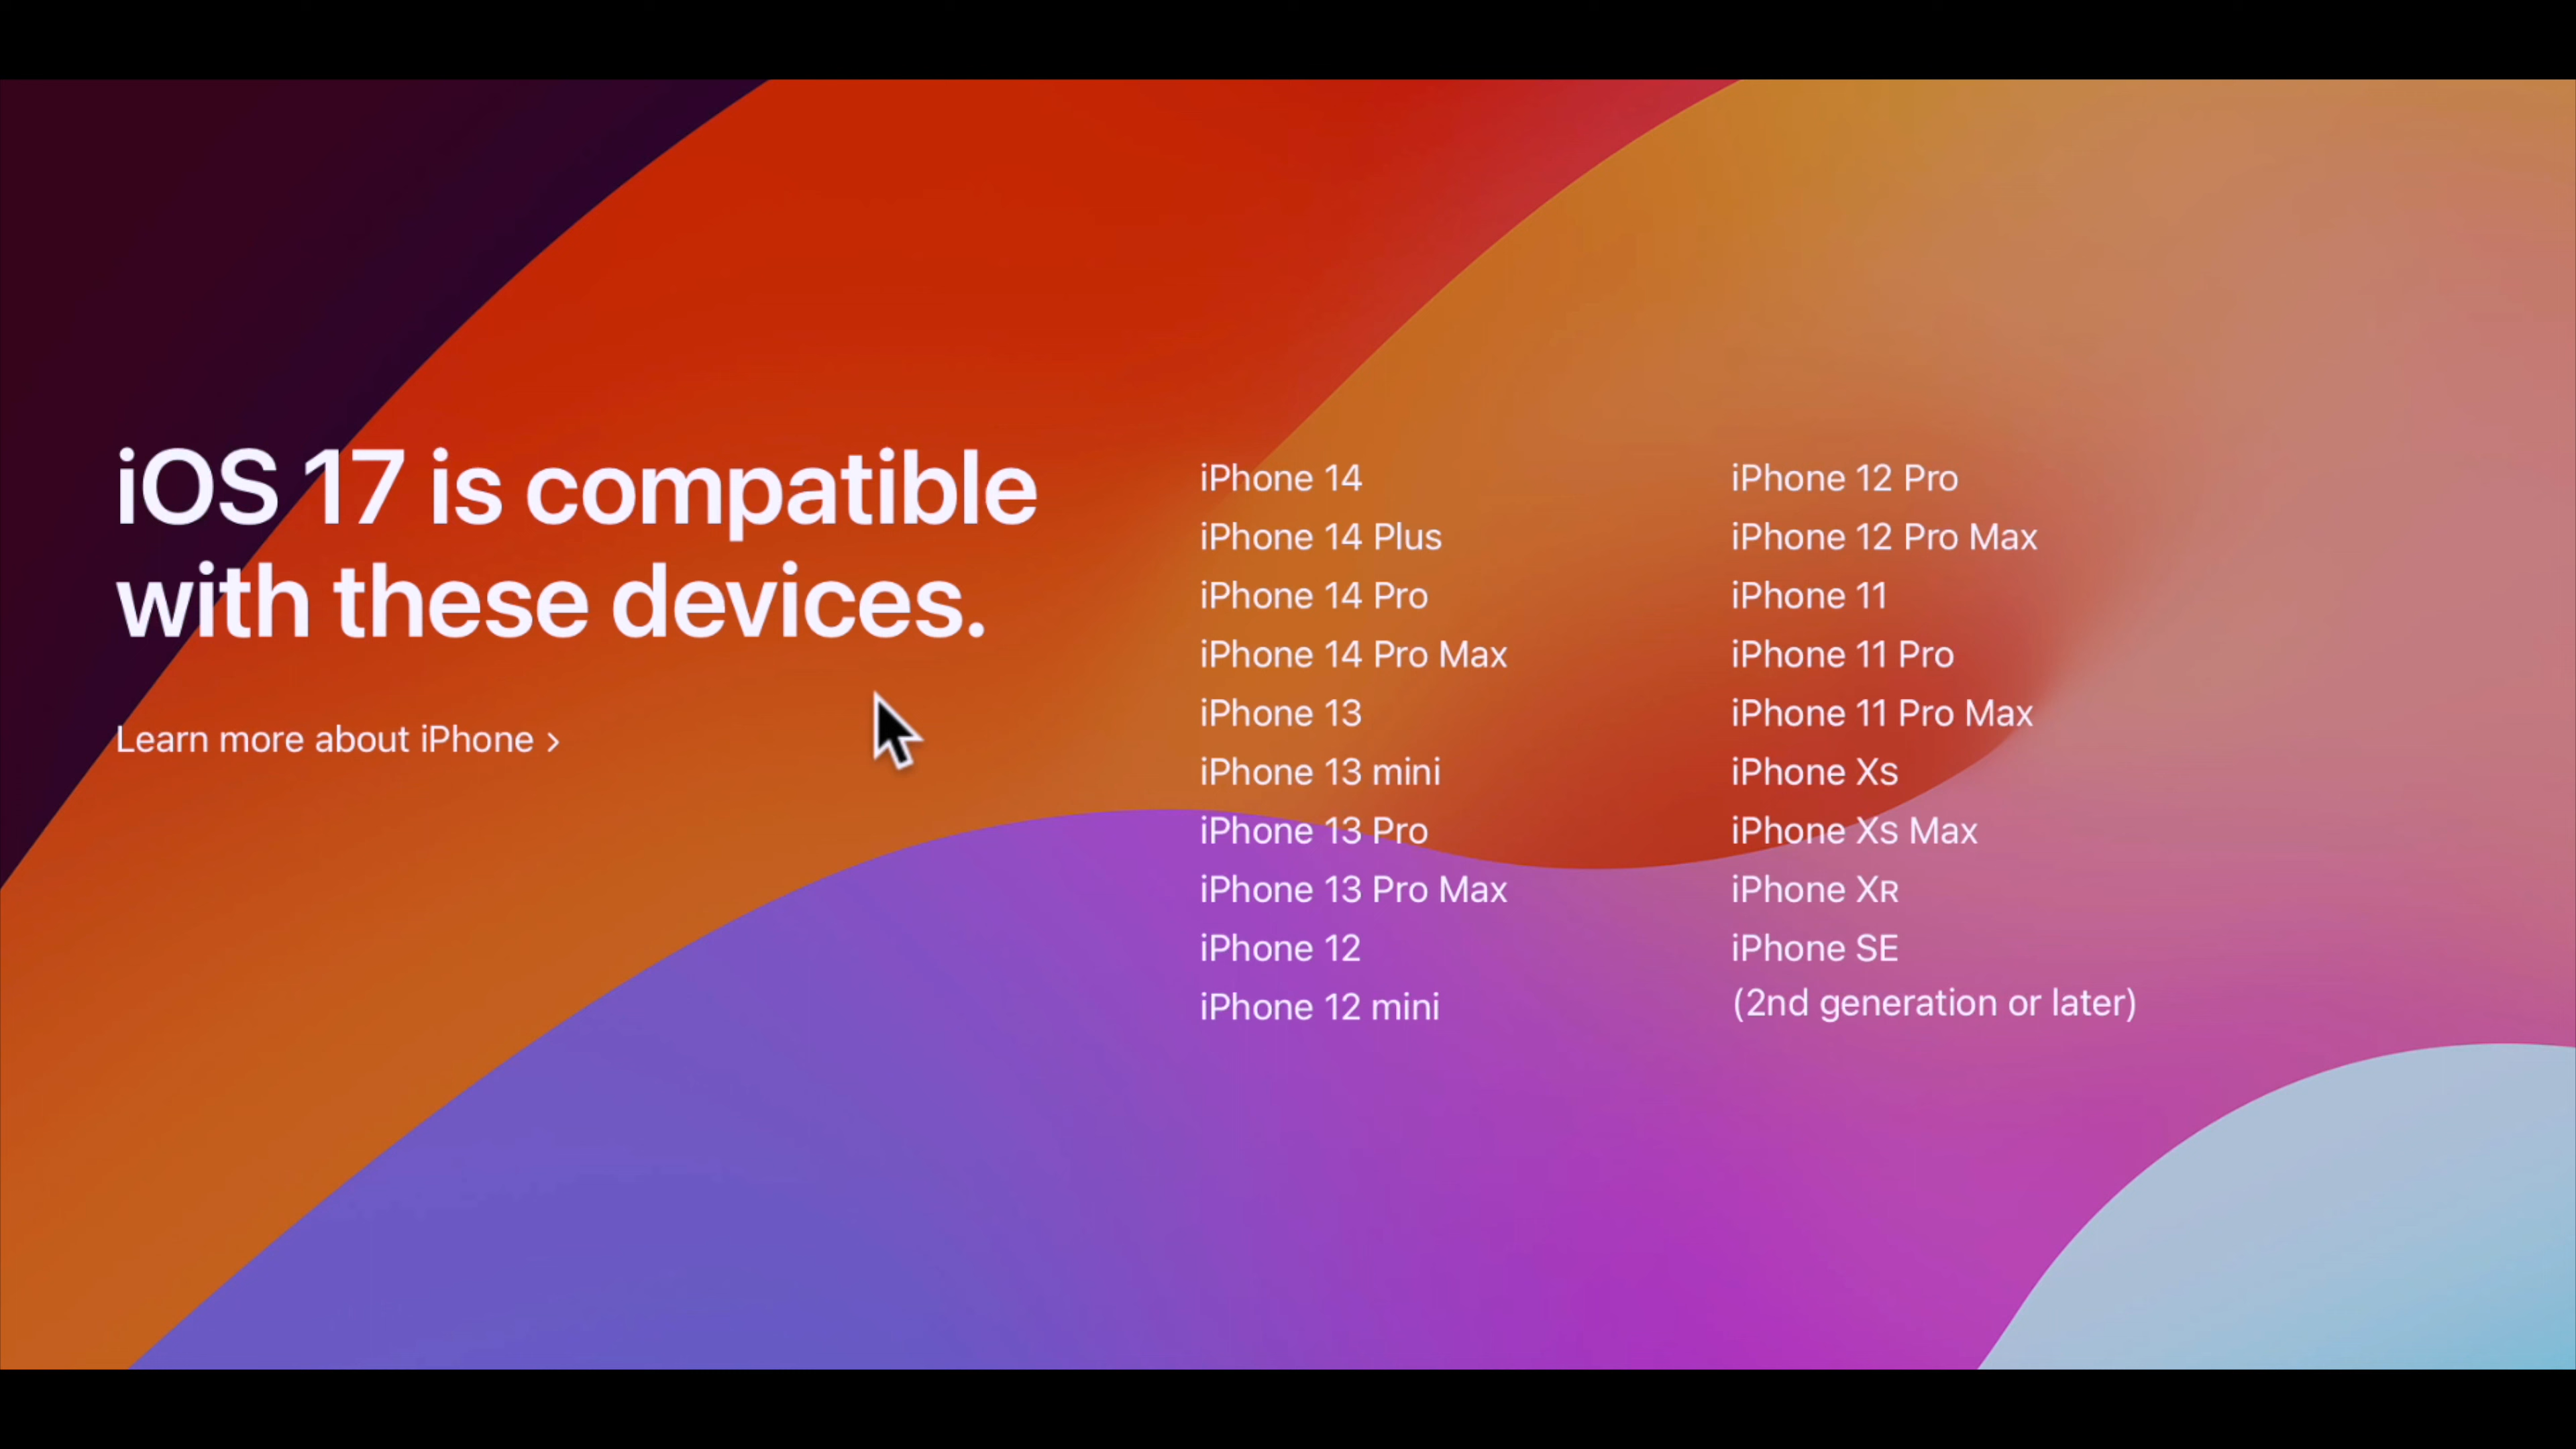 iOS 17 is compatible
with these devices.
Learn more about iPhone >
iPhone 14
iPhone 14 Plus
iPhone 14 Pro
iPhone 14 Pro Max
iPhone 13
iPhone 13 mini
iPhone 13 Pro
iPhone 13 Pro Max
iPhone 12
iPhone 12 mini
iPhone 12 Pro
iPhone 12 Pro Max
iPhone 11
iPhone 11 Pro
iPhone 11 Pro Max
iPhone Xs
iPhone Xs Max
iPhone XR
iPhone SE
(2nd generation or later)